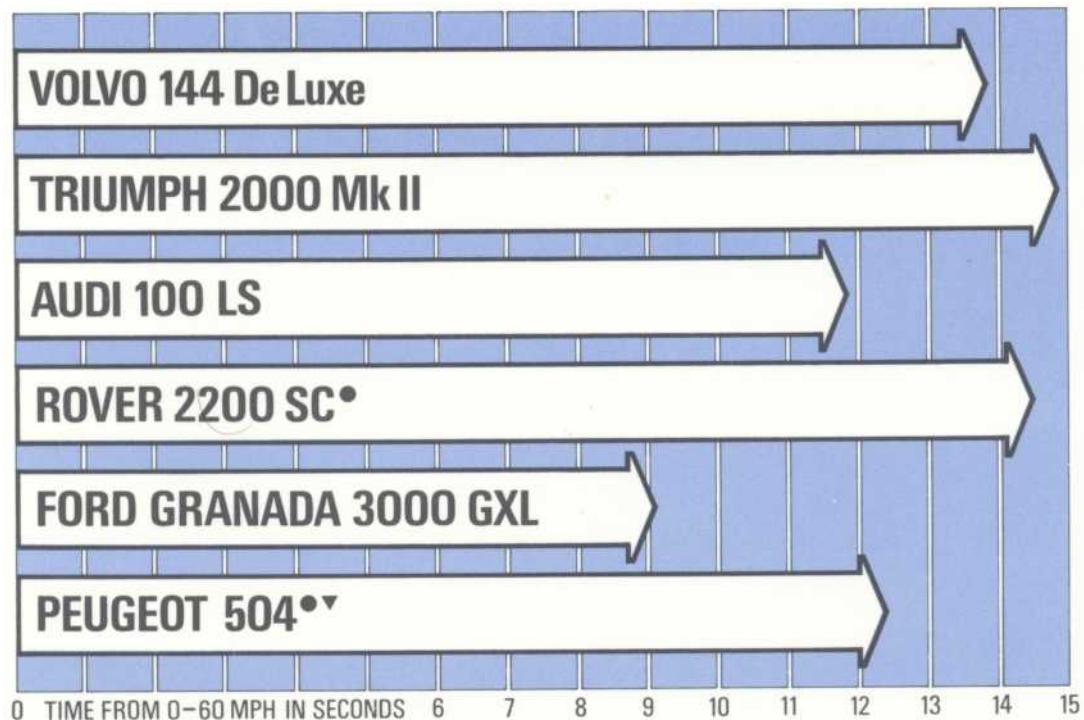 VOLVO 144 De Luxe
TRIUMPH 2000 Mk II
AUDI 100 LS
ROVER 2200 SC●
FORD GRANADA 3000 GXL
PEUGEOT 504●▼
0 TIME FROM 0-60 MPH IN SECONDS 6 7 8 9 10 11 12 13 14 15